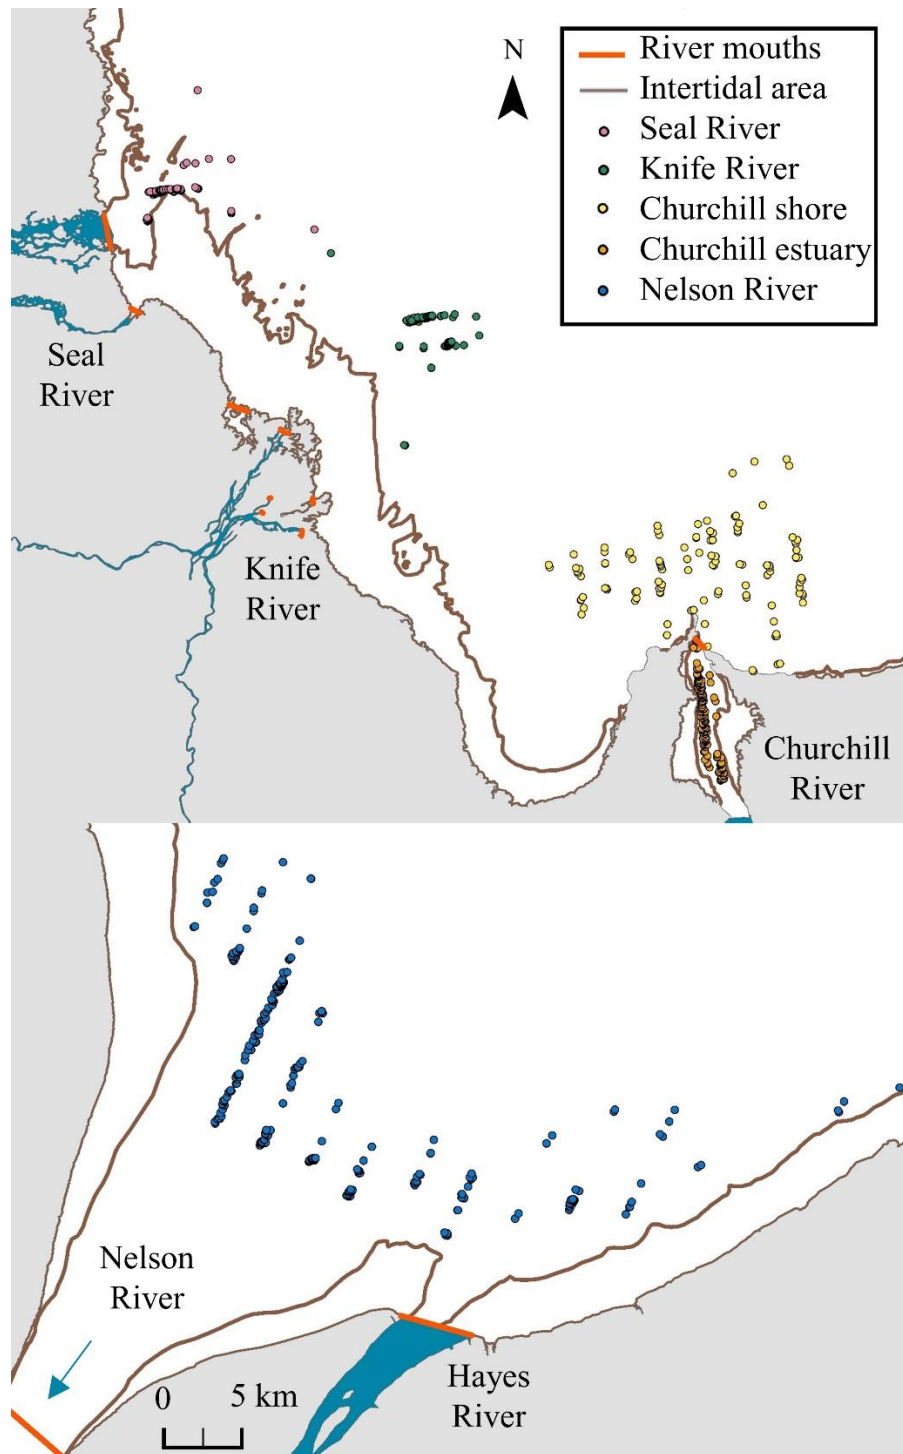 N
River mouths
Intertidal area
Seal River
Knife River
Churchill shore
Churchill estuary
Nelson River
Seal
River
Knife
River
Churchill
River
Nelson
River
Hayes
River
0 5 km